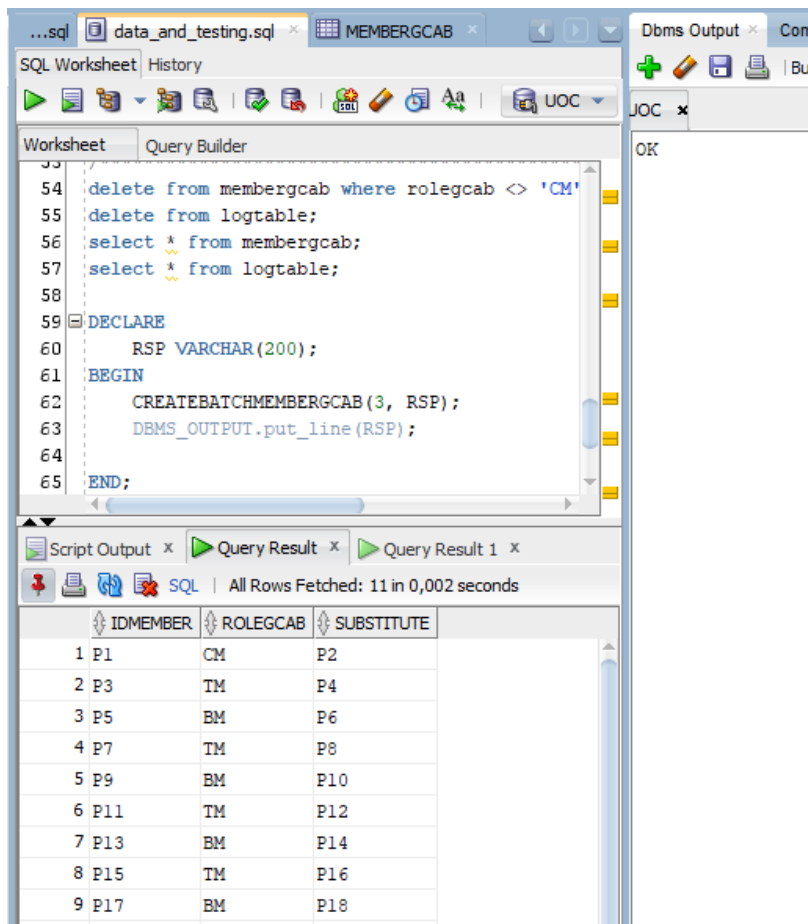 ...sql data_and_testing.sql MEMBERGCAB
SQL Worksheet History
UOC
Worksheet Query Builder
54 delete from membergcab where rolegcab <> 'CM'
55 delete from logtable;
56 select * from membergcab;
57 select * from logtable;
58
59 DECLARE
60 RSP VARCHAR(200);
61 BEGIN
62 CREATEBATCHMEMBERGCAB(3, RSP);
63 DBMS_OUTPUT.put_line(RSP);
64
65 END;
Script Output x Query Result x Query Result 1 x
SQL | All Rows Fetched: 11 in 0,002 seconds
IDMEMBER ROLEGCAB SUBSTITUTE
1 P1 CM P2
2 P3 TM P4
3 P5 BM P6
4 P7 TM P8
5 P9 BM P10
6 P11 TM P12
7 P13 BM P14
8 P15 TM P16
9 P17 BM P18
Dbms Output Con
Bu
UOC
OK